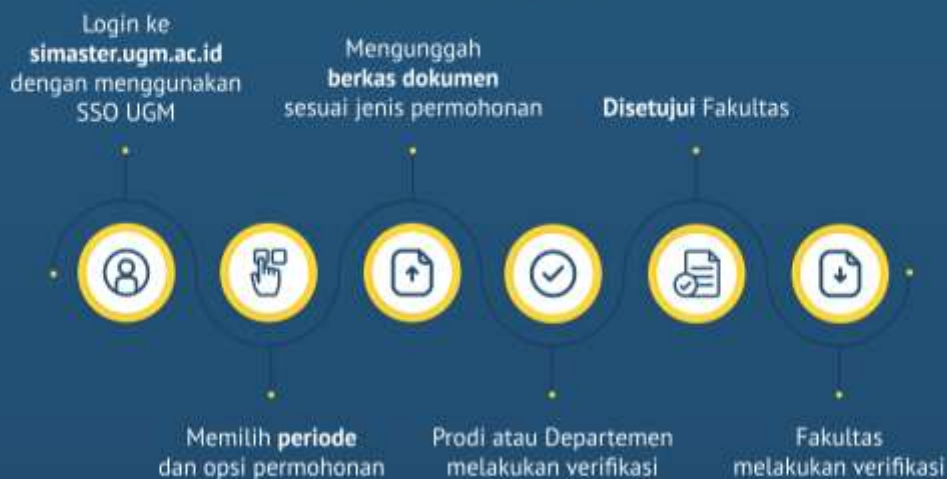 Login ke
simaster.ugm.ac.id
dengan menggunakan
SSO UGM
Memilih periode
dan opsi permohonan
Mengunggah
berkas dokumen
sesuai jenis permohonan
Prodi atau Departemen
melakukan verifikasi
Disetujui Fakultas
Fakultas
melakukan verifikasi